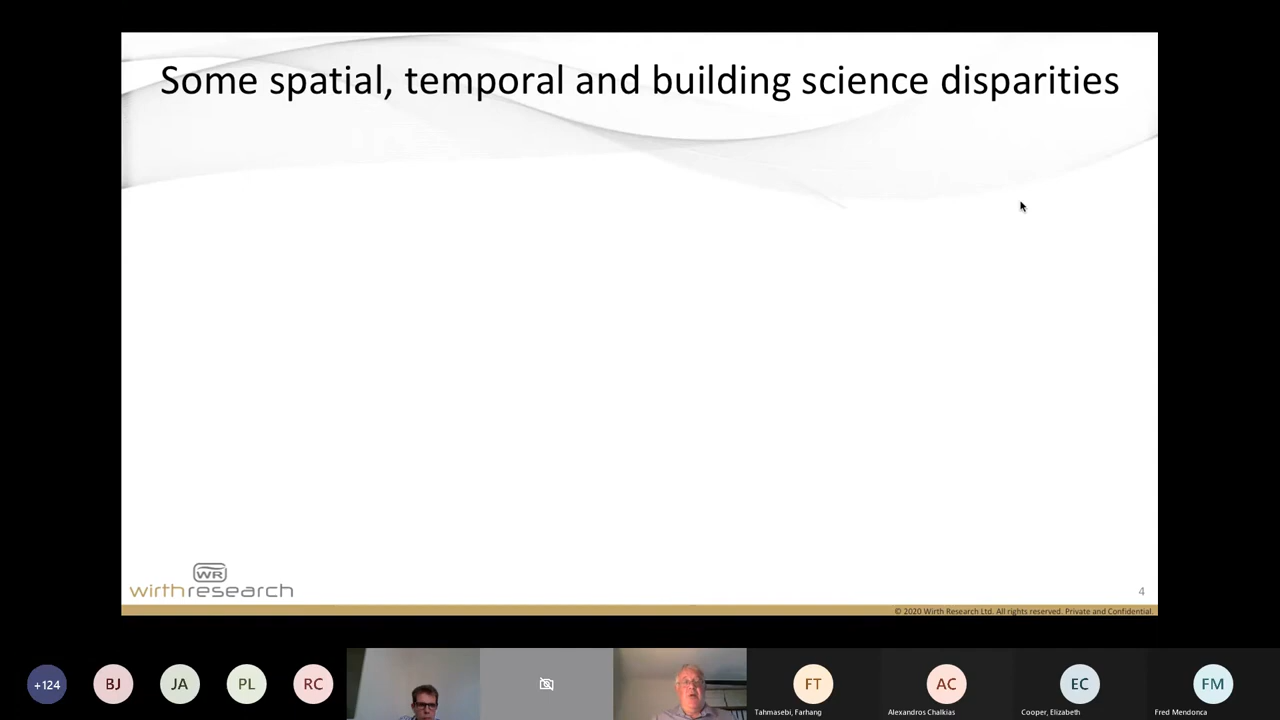 Some spatial, temporal and building science disparities
WR
wirthresearch
4
© 2020 Wirth Research Ltd. All rights reserved. Private and Confidential.
+124
BJ
JA
PL
RC
FT
AC
EC
FM
Tahmasebi, Farhang
Alexandros Chalkias
Cooper, Elizabeth
Fred Mendonca